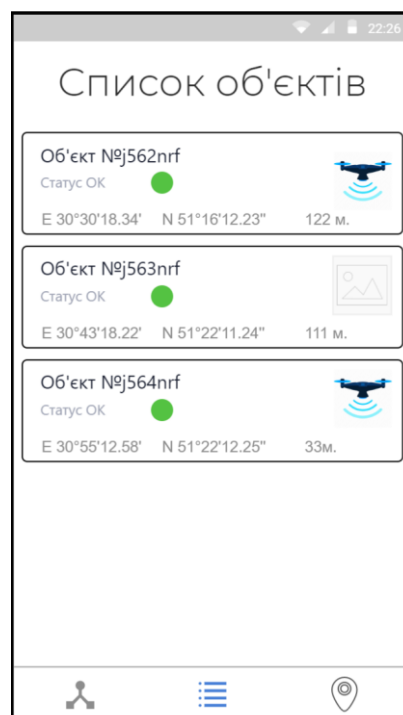 22:26
Список об'єктів
Об'єкт №j562nrf
Статус ОК
E 30°30'18.34' N 51°16'12.23" 122 м.
Об'єкт №j563nrf
Статус ОК
E 30°43'18.22' N 51°22'11.24" 111 м.
Об'єкт №j564nrf
Статус ОК
E 30°55'12.58' N 51°22'12.25" 33м.